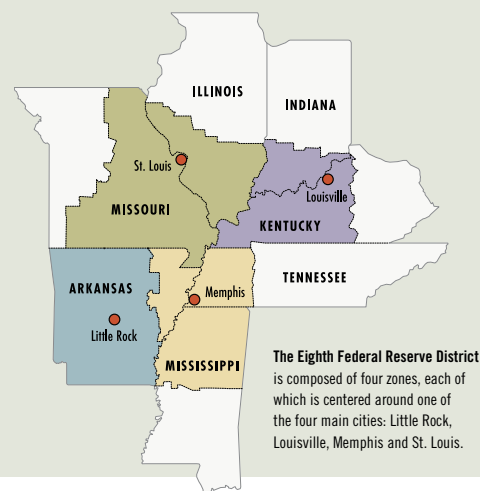 ILLINOIS
INDIANA
St. Louis
Louisville
MISSOURI
KENTUCKY
TENNESSEE
ARKANSAS
Memphis
Little Rock
MISSISSIPPI
The Eighth Federal Reserve District
is composed of four zones, each of
which is centered around one of
the four main cities: Little Rock,
Louisville, Memphis and St. Louis.